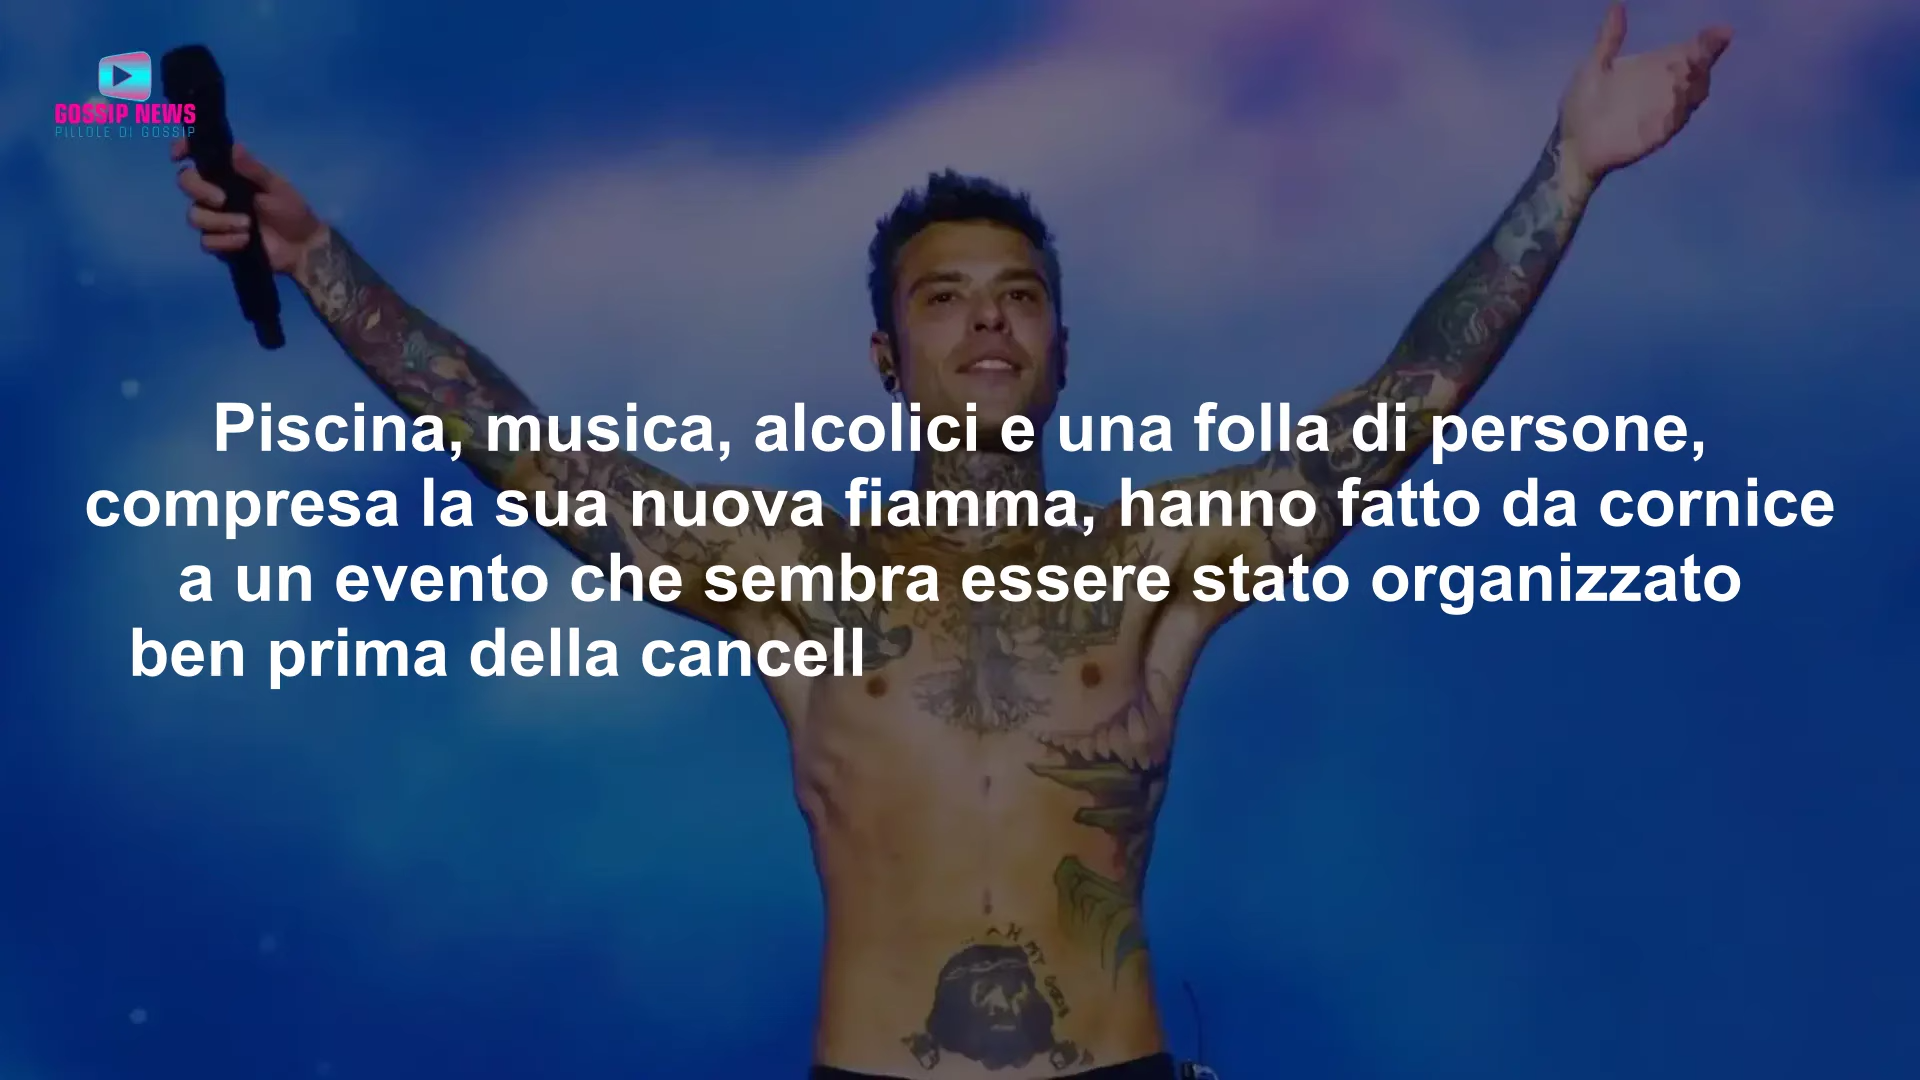 GOSSIP NEWS
PILLOLE DI GOSSIP
Piscina, musica, alcolici e una folla di persone,
compresa la sua nuova fiamma, hanno fatto da cornice
a un evento che sembra essere stato organizzato
ben prima della cancell